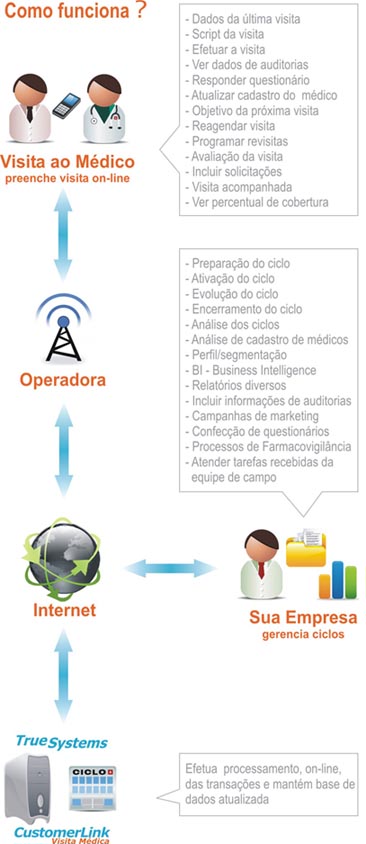 Como funiona ?
- Dados da última visita
- Script da visita
- Efetuar a visita
- Ver dados de auditorias
- Responder questionário
- Atualizar cadastro do médico
- Objetivo da próxima visita
- Reagendar visita
- Programar revisitas
- Avaliação da visita
- Incluir solicitações
- Visita acompanhada
- Ver percentual de cobertura
Visita ao Médico
preenche visita on-line
- Preparação do ciclo
- Ativação do ciclo
- Evolução do ciclo
- Encerramento do ciclo
- Análise dos ciclos
- Análise de cadastro de médicos
- Perfil/segmentação
- BI - Business Intelligence
- Relatórios diversos
- Incluir informações de auditorias
- Campanhas de marketing
- Confecção de questionários
- Processos de Farmacovigilância
- Atender tarefas recebidas da
equipe de campo
Operadora
Internet
Sua Empresa
gerencia ciclos
TrueSystems
CICLO
CustomerLink
Visita Médica
Efetua processamento, on-line,
das transações e mantém base de
dados atualizada